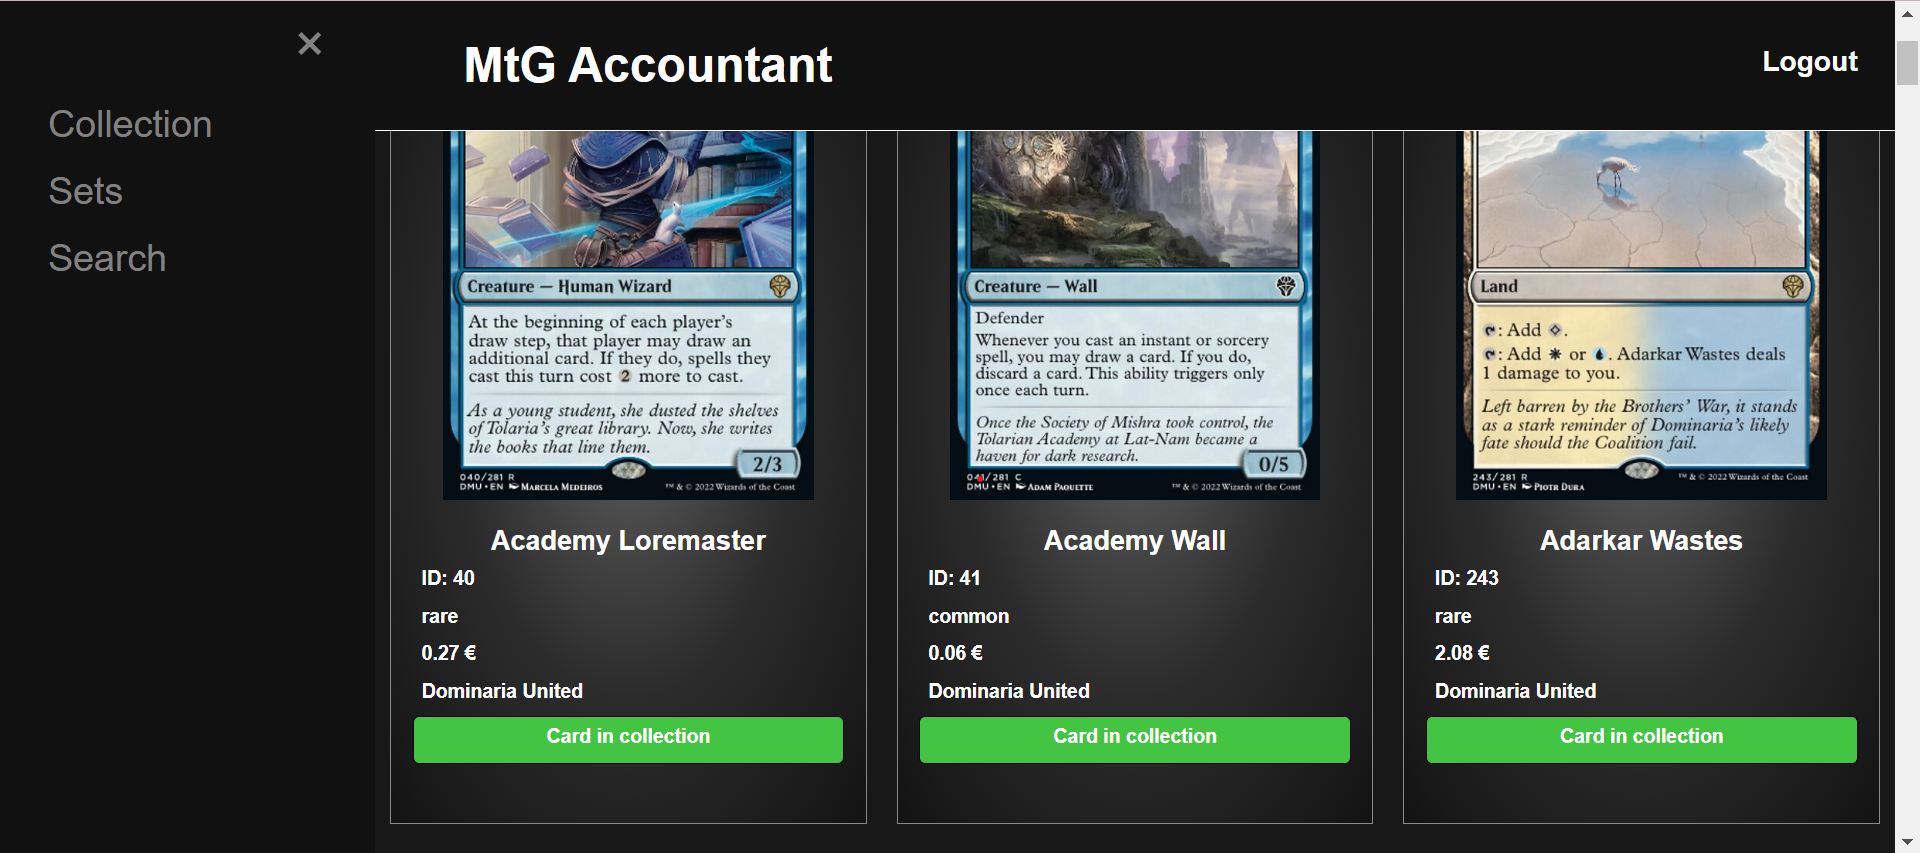 ×
Collection
Sets
Search
MtG Accountant
Logout
Creature — Human Wizard
At the beginning of each player's
draw step, that player may draw an
additional card. If they do, spells they
cast this turn cost 2 more to cast.
As a young student, she dusted the shelves
of Tolaria's great library. Now, she writes
the books that line them.
2/3
040/281 R
DMU • EN Marcela Medeiros
™ & © 2022 Wizards of the Coast
Academy Loremaster
ID: 40
rare
0.27 €
Dominaria United
Card in collection
Creature — Wall
Defender
Whenever you cast an instant or sorcery
spell, you may draw a card. If you do,
discard a card. This ability triggers only
once each turn.
Once the Society of Mishra took control, the
Tolarian Academy at Lat-Nam became a
haven for dark research.
0/5
041/281 C
DMU • EN Adam Paquette
™ & © 2022 Wizards of the Coast
Academy Wall
ID: 41
common
0.06 €
Dominaria United
Card in collection
Land
: Add .
: Add or . Adarkar Wastes deals
1 damage to you.
Left barren by the Brothers' War, it stands
as a stark reminder of Dominaria's likely
fate should the Coalition fail.
243/281 R
DMU • EN Piotr Dura
™ & © 2022 Wizards of the Coast
Adarkar Wastes
ID: 243
rare
2.08 €
Dominaria United
Card in collection